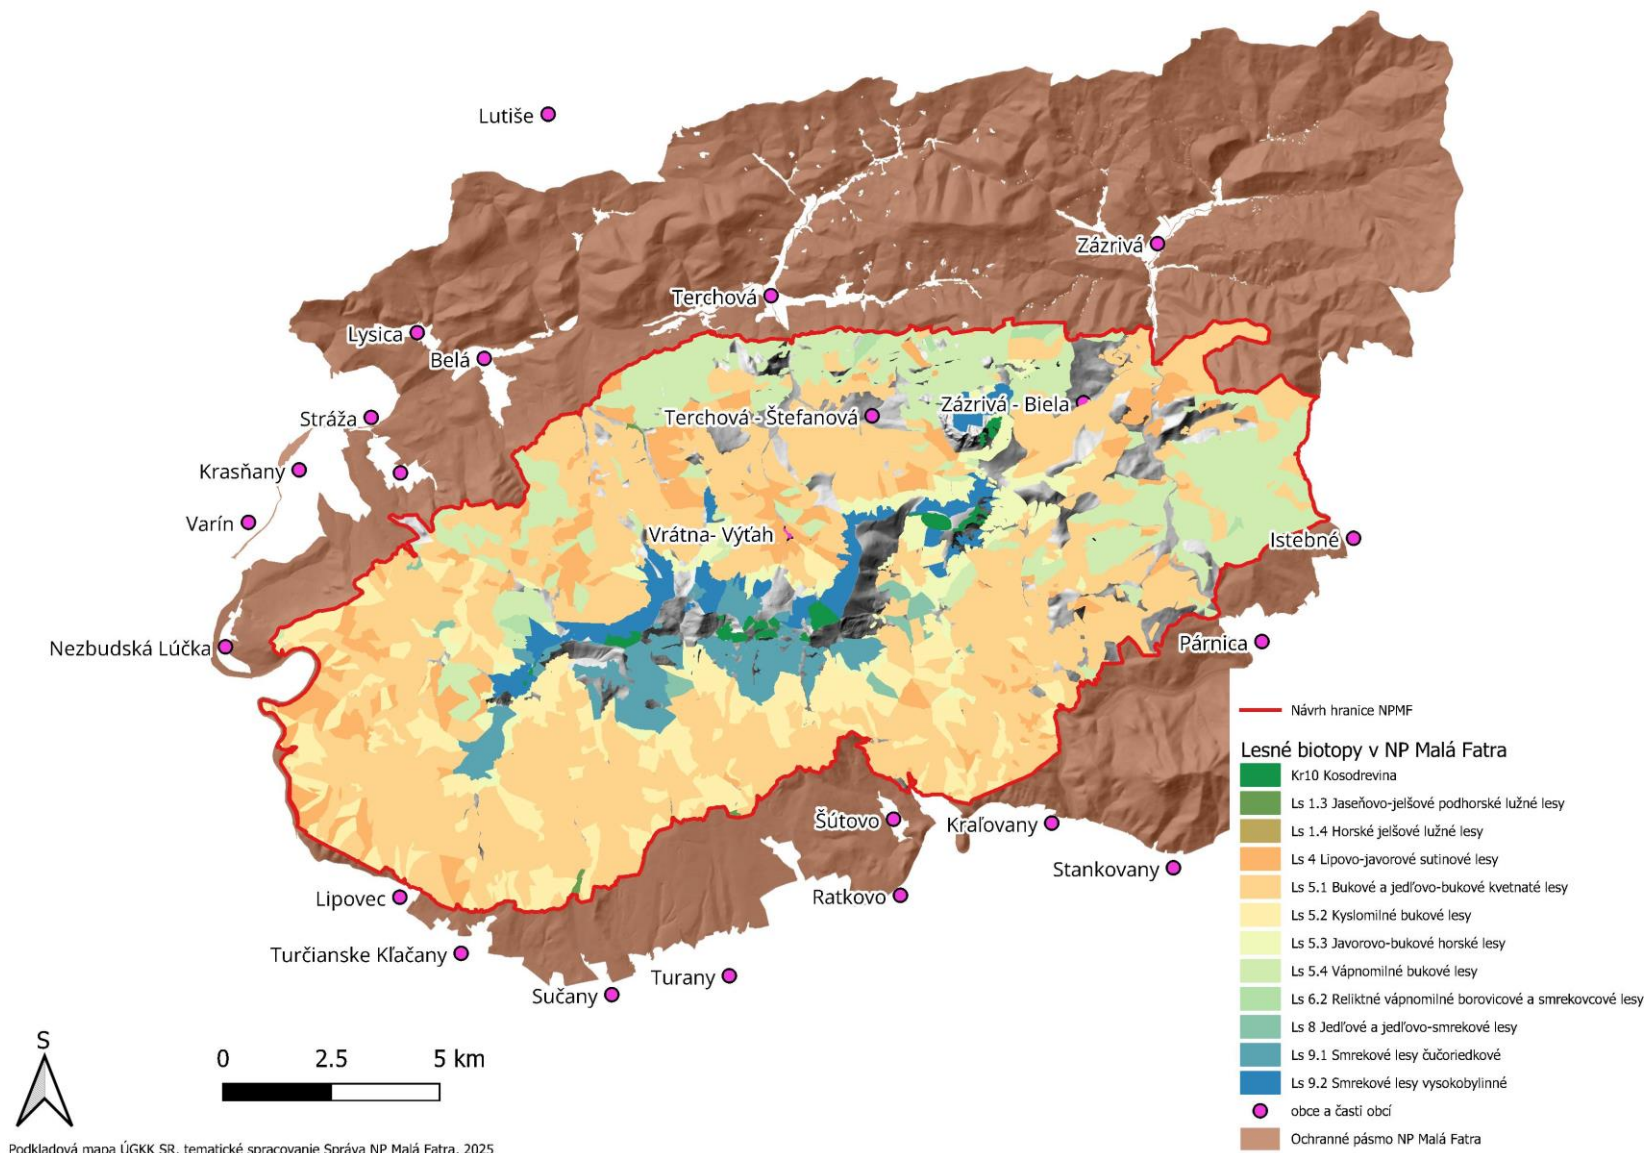 Lutiše
Zázrivá
Terchová
Lysica
Belá
Stráža
Terchová - Štefanová
Zázrivá - Biela
Krasňany
Varín
Vrátna- Výťah
Istebné
Nezbudská Lúčka
Párnica
Šútovo
Kraľovany
Stankovany
Lipovec
Ratkovo
Turčianske Kľačany
Turany
Sučany
Návrh hranice NPMF
Lesné biotopy v NP Malá Fatra
Kr10 Kosodrevina
Ls 1.3 Jaseňovo-jelšové podhorské lužné lesy
Ls 1.4 Horské jelšové lužné lesy
Ls 4 Lipovo-javorové sutinové lesy
Ls 5.1 Bukové a jedľovo-bukové kvetnaté lesy
Ls 5.2 Kyslomilné bukové lesy
Ls 5.3 Javorovo-bukové horské lesy
Ls 5.4 Vápnomilné bukové lesy
Ls 6.2 Reliktné vápnomilné borovicové a smrekovcové lesy
Ls 8 Jedľové a jedľovo-smrekové lesy
Ls 9.1 Smrekové lesy čučoriedkové
Ls 9.2 Smrekové lesy vysokobylinné
obce a časti obcí
Ochranné pásmo NP Malá Fatra
S
0 2.5 5 km
Podkladová mapa ÚGKK SR, tematické spracovanie Správa NP Malá Fatra, 2025